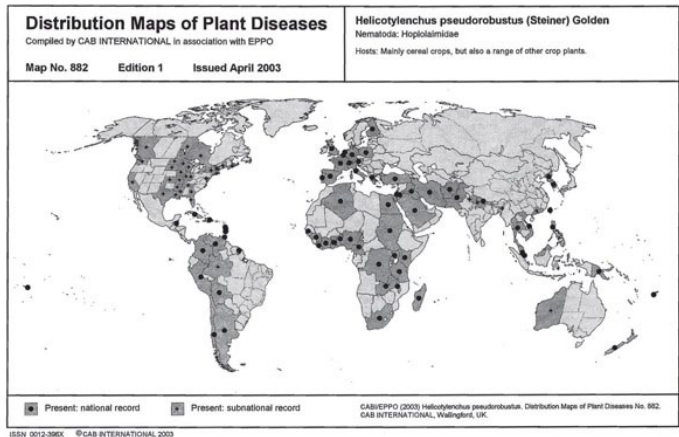 Distribution Maps of Plant Diseases
Compiled by CAB INTERNATIONAL in association with EPPO
Map No. 882 Edition 1 Issued April 2003
Helicotylenchus pseudorobustus (Steiner) Golden
Nematoda: Hoplolaimidae
Hosts: Mainly cereal crops, but also a range of other crop plants.
Present: national record
Present: subnational record
CABI/EPPO (2003) Helicotylenchus pseudorobustus. Distribution Maps of Plant Diseases No. 882.
CAB INTERNATIONAL, Wallingford, UK.
ISSN 0012-396X ©CAB INTERNATIONAL 2003